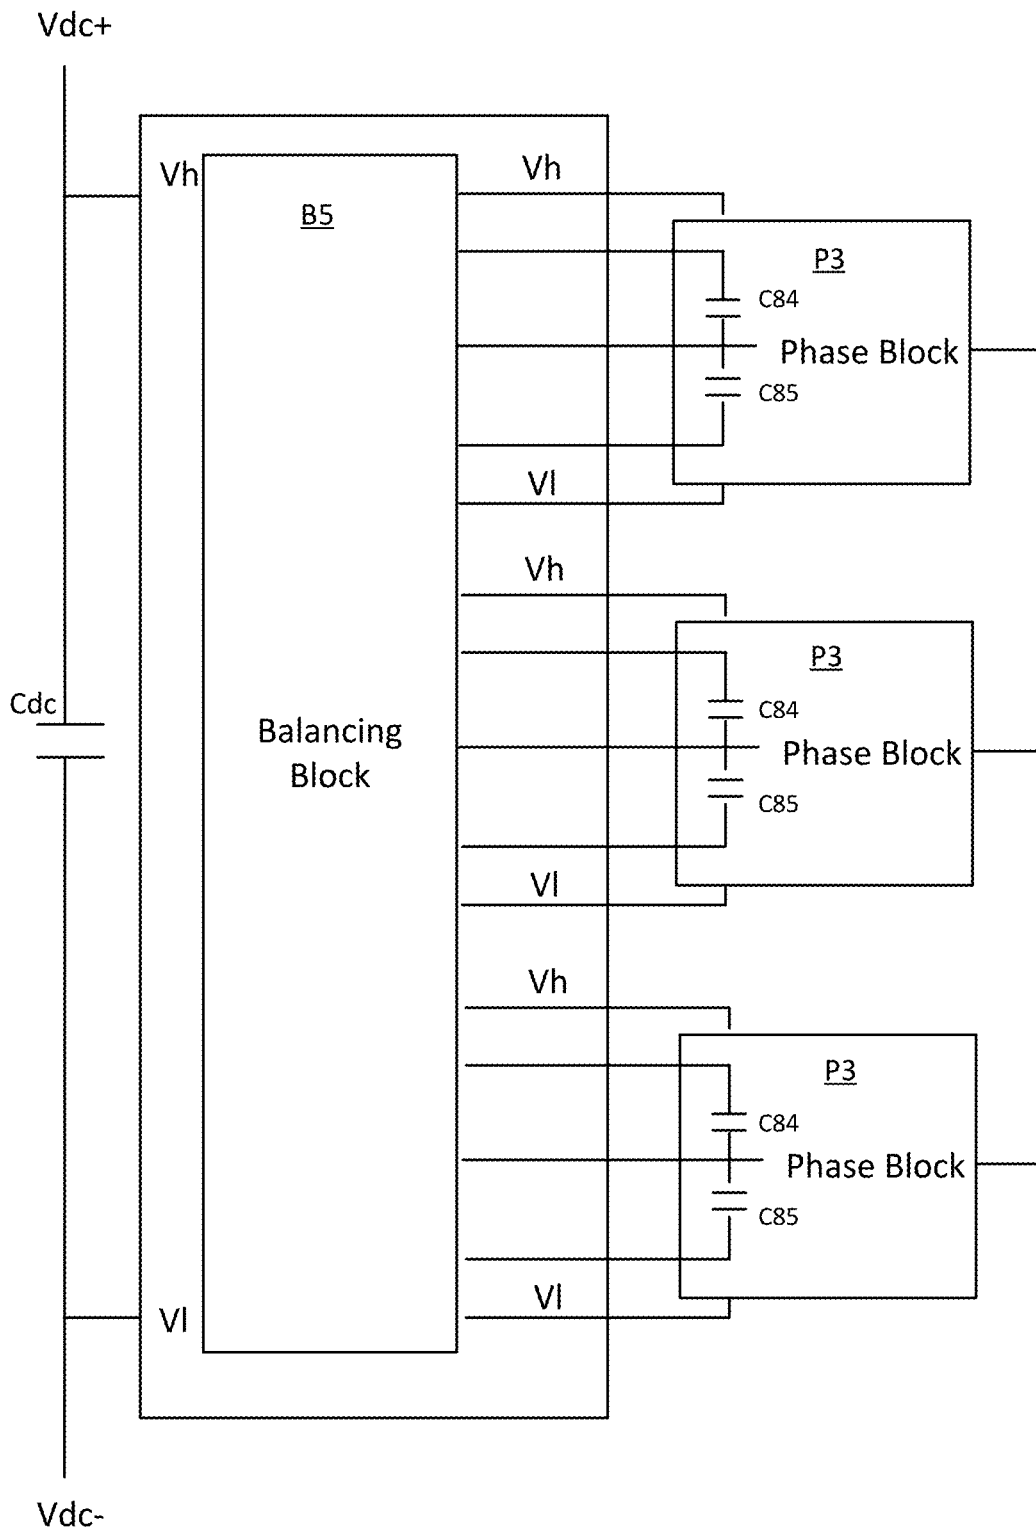 Vdc+
Vh
Vh
B5
P3
C84
Phase Block
C85
Vl
Vh
P3
Cdc
C84
Balancing
Block
Phase Block
C85
Vl
Vh
P3
C84
Phase Block
C85
Vl
Vl
Vdc-